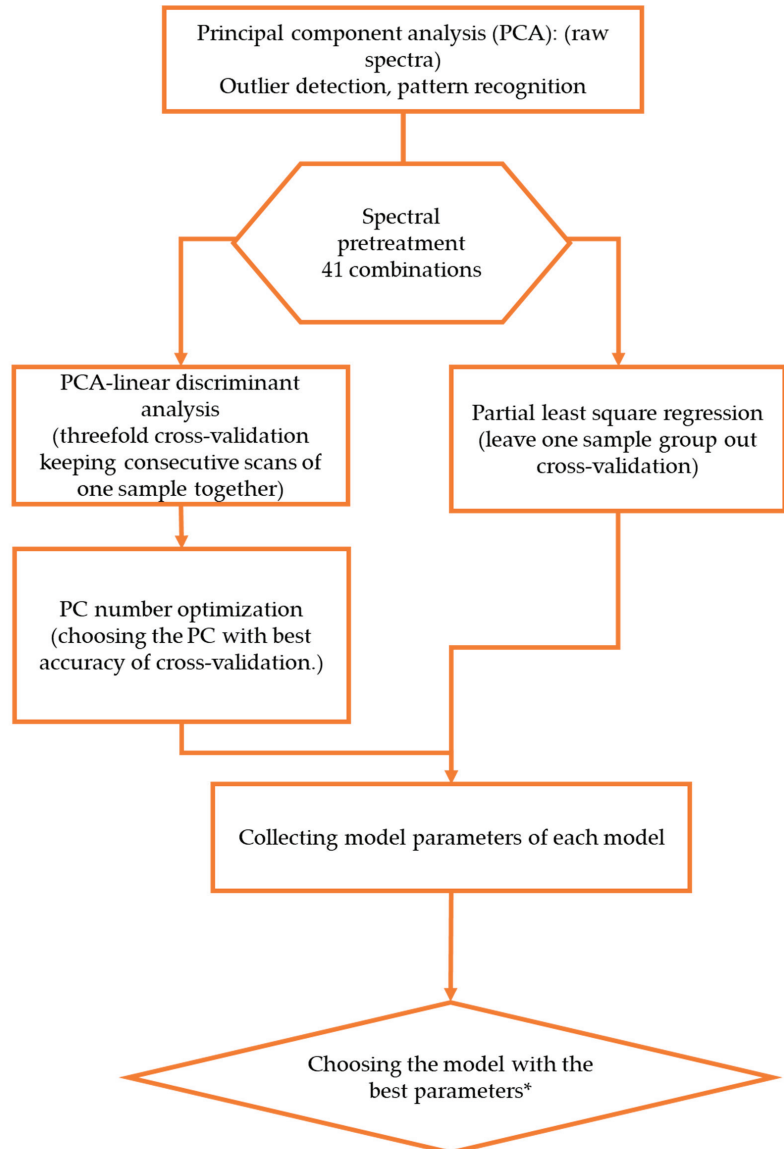 Principal component analysis (PCA): (raw
spectra)
Outlier detection, pattern recognition
Spectral
pretreatment
41 combinations
PCA-linear discriminant
analysis
(threefold cross-validation
keeping consecutive scans of
one sample together)
Partial least square regression
(leave one sample group out
cross-validation)
PC number optimization
(choosing the PC with best
accuracy of cross-validation.)
Collecting model parameters of each model
Choosing the model with the
best parameters*